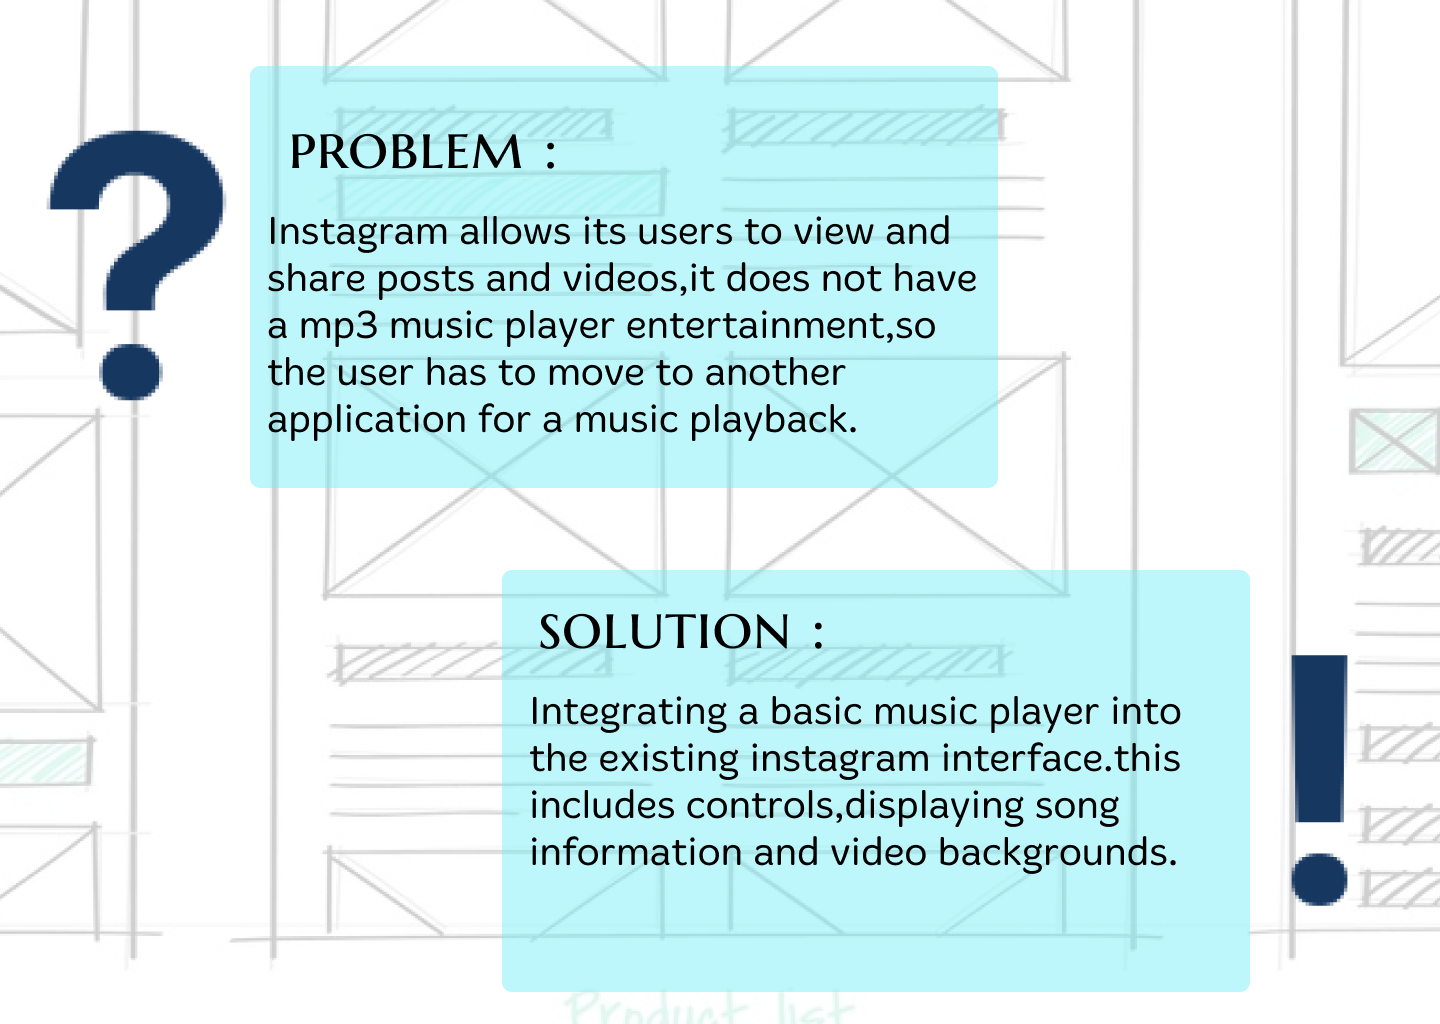 ?
PROBLEM :
Instagram allows its users to view and
share posts and videos,it does not have
a mp3 music player entertainment,so
the user has to move to another
application for a music playback.
SOLUTION :
Integrating a basic music player into
the existing instagram interface.this
includes controls,displaying song
information and video backgrounds.
!
Product list